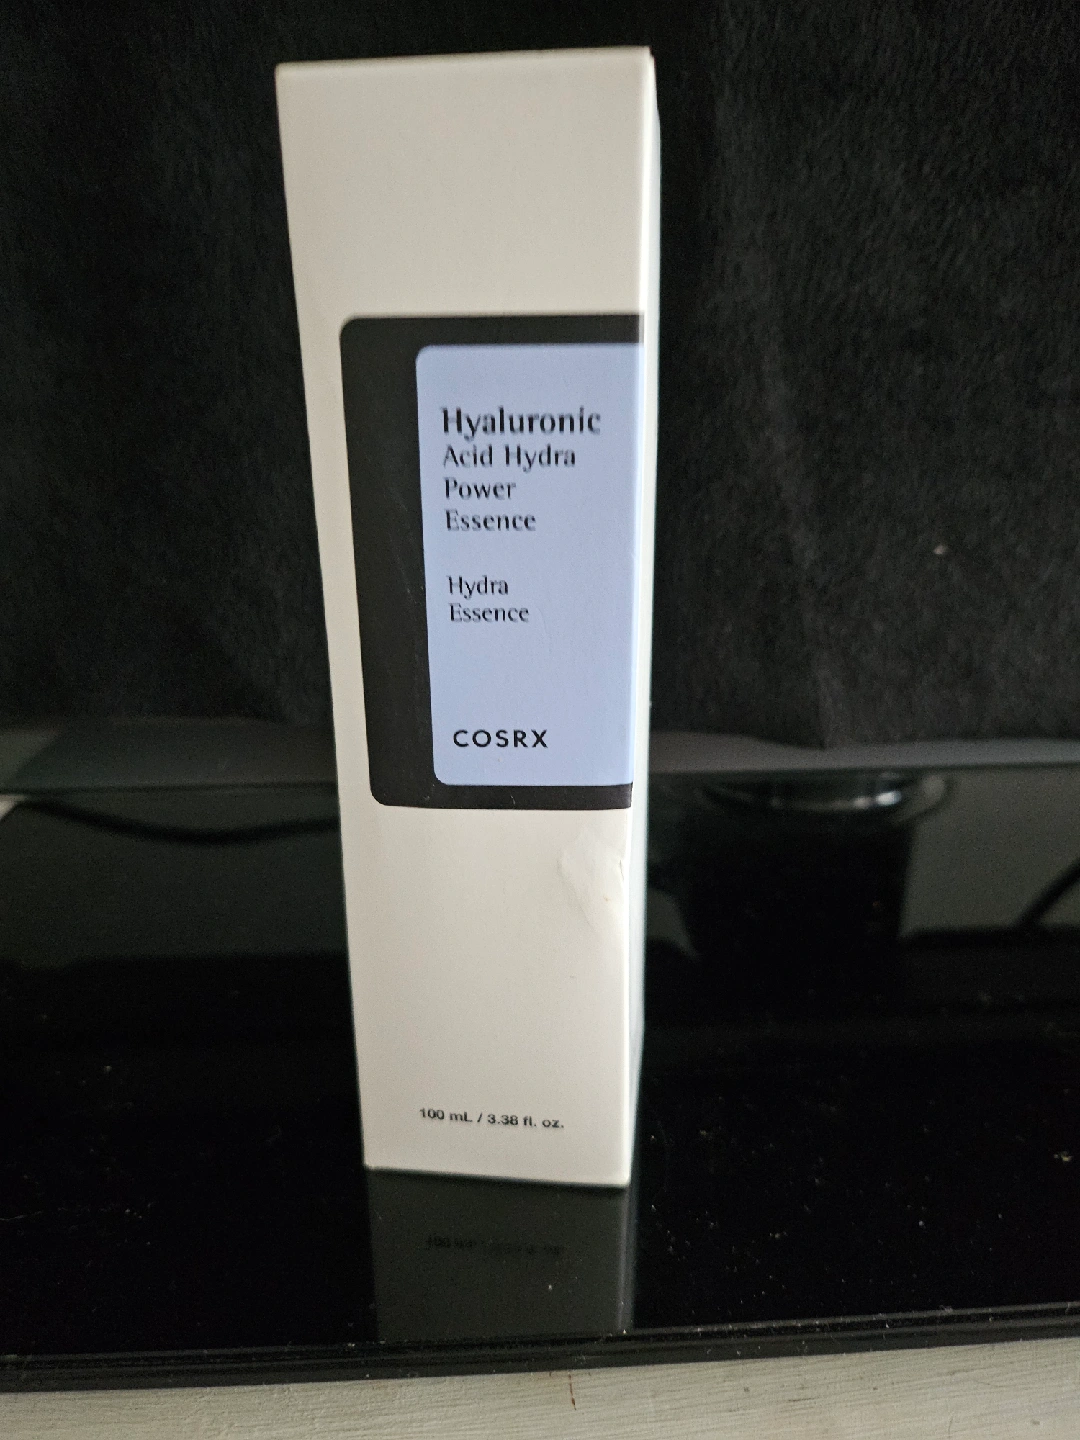 Hyaluronic
Acid Hydra
Power
Essence
Hydra
Essence
COSRX
100 mL / 3.38 fl. oz.